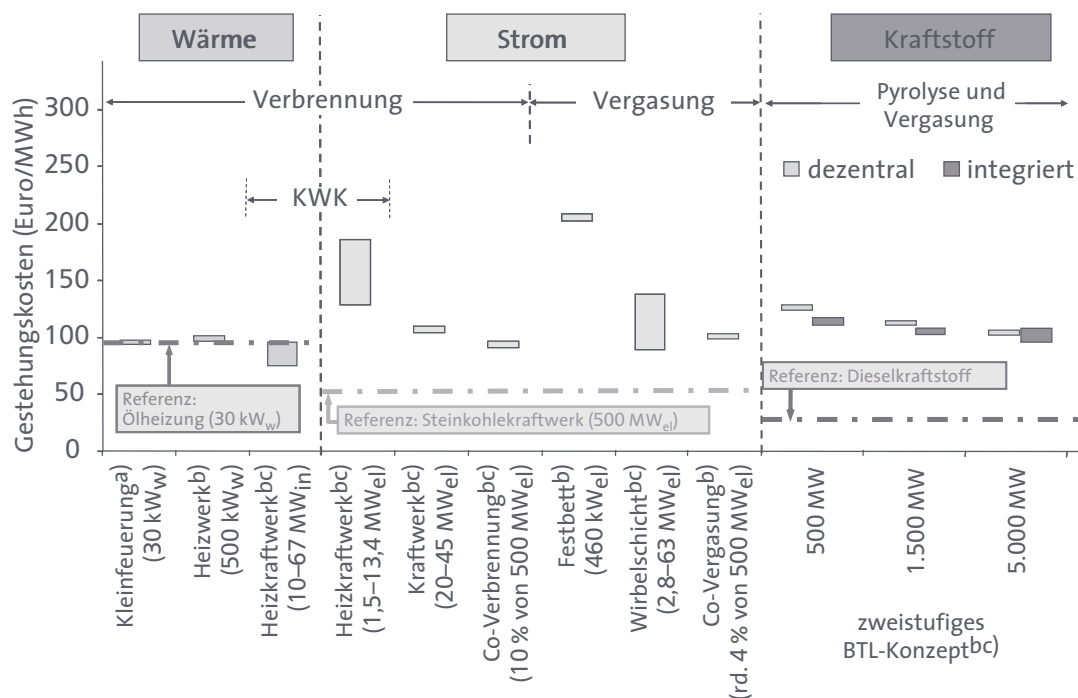 Wärme
Strom
Kraftstoff
Gestehungskosten (Euro/MWh)
300
250
200
150
100
50
0
Verbrennung
Vergasung
Pyrolyse und
Vergasung
KWK
dezentral
integriert
Referenz:
Ölheizung (30 kWw)
Referenz: Steinkohlekraftwerk (500 MWel)
Referenz: Dieselkraftstoff
Kleinfeuerunga)
(30 kWw)
Heizwerkb)
(500 kWw)
Heizkraftwerkbc)
(10–67 MWin)
Heizkraftwerkbc)
(1,5–13,4 MWel)
Kraftwerkbc)
(20–45 MWel)
Co-Verbrennungbc)
(10 % von 500 MWel)
Festbettb)
(460 kWel)
Wirbelschichtbc)
(2,8–63 MWel)
Co-Vergasungb)
(rd. 4 % von 500 MWel)
500 MW
1.500 MW
5.000 MW
zweistufiges
BTL-Konzeptbc)